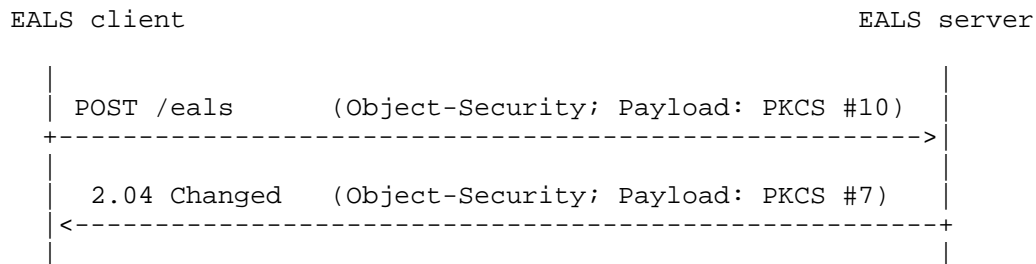 EALS client EALS server
POST /eals (Object-Security; Payload: PKCS #10)
2.04 Changed (Object-Security; Payload: PKCS #7)